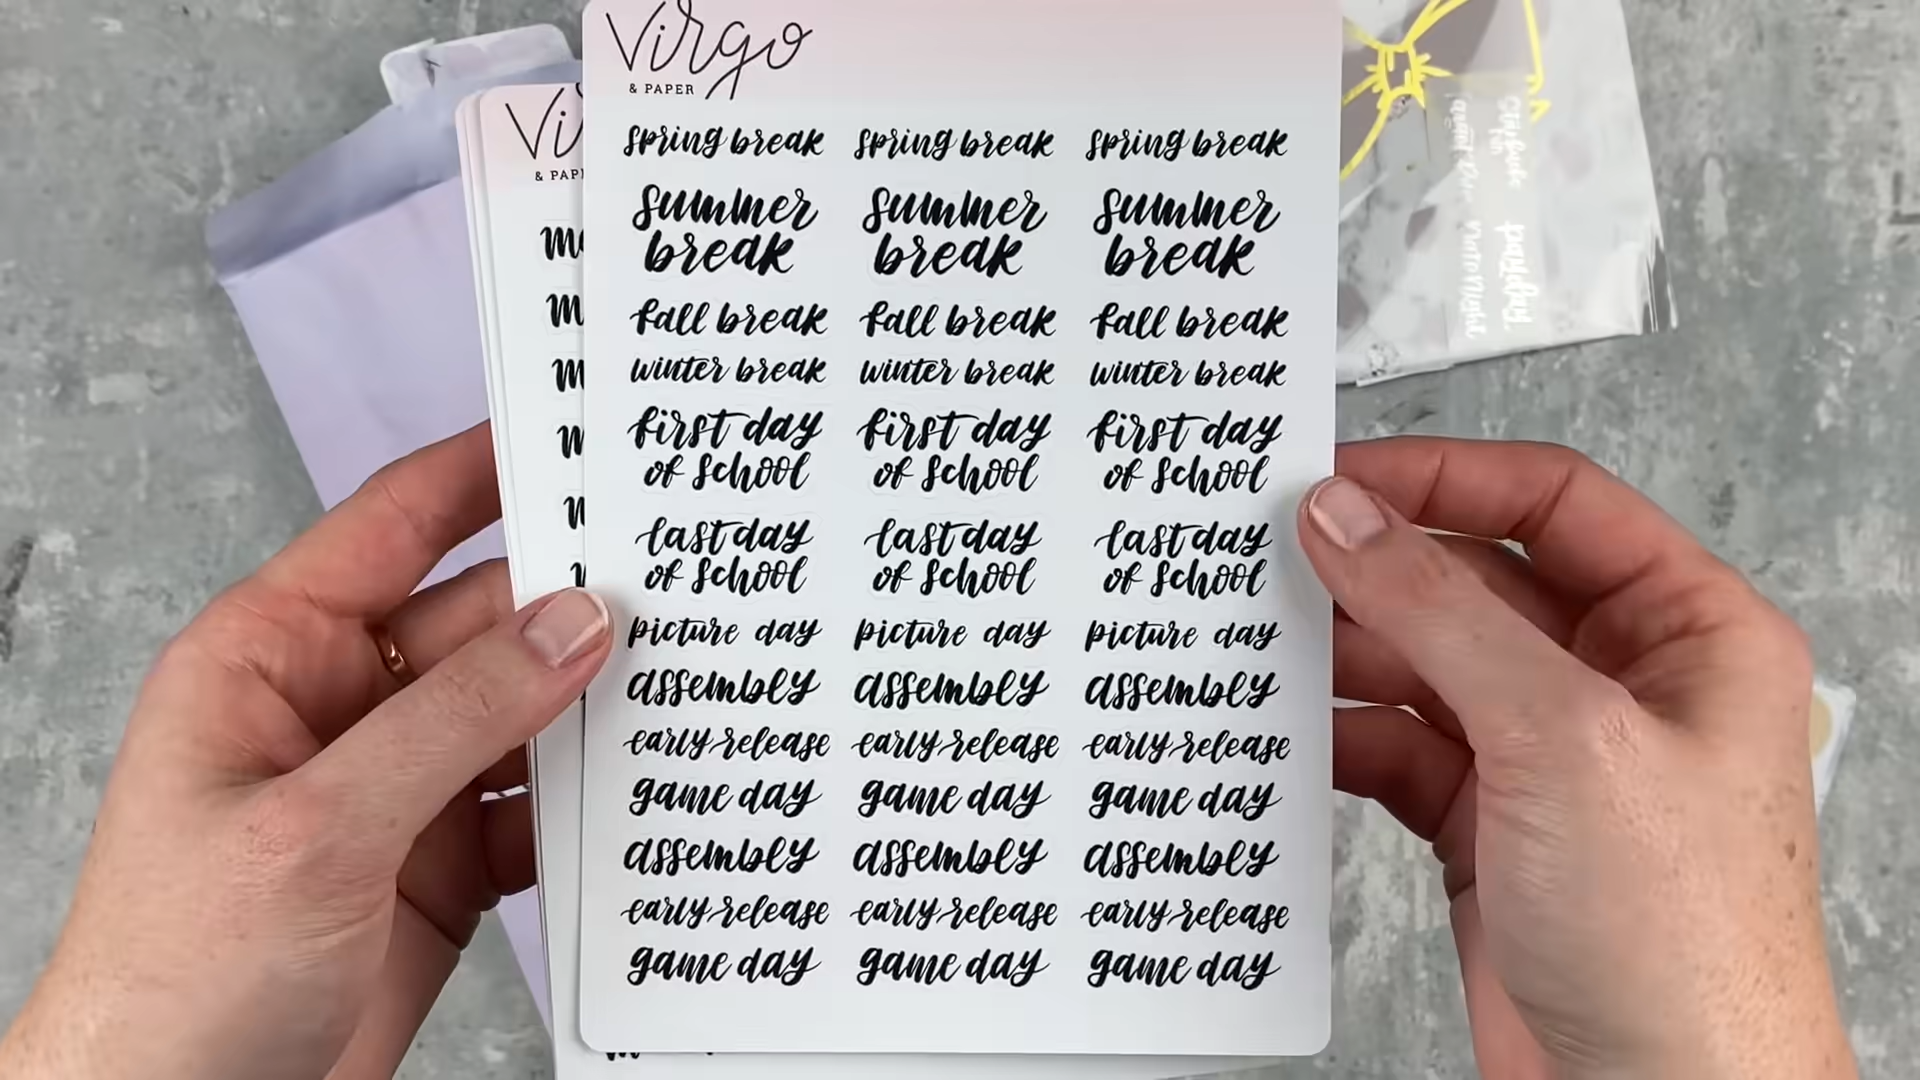 Virgo
& PAPER
spring break spring break spring break
summer summer summer
break break break
fall break fall break fall break
winter break winter break winter break
first day first day first day
of school of school of school
last day last day last day
of school of school of school
picture day picture day picture day
assembly assembly assembly
early release early release early release
game day game day game day
assembly assembly assembly
early release early release early release
game day game day game day
Vi
& PAP